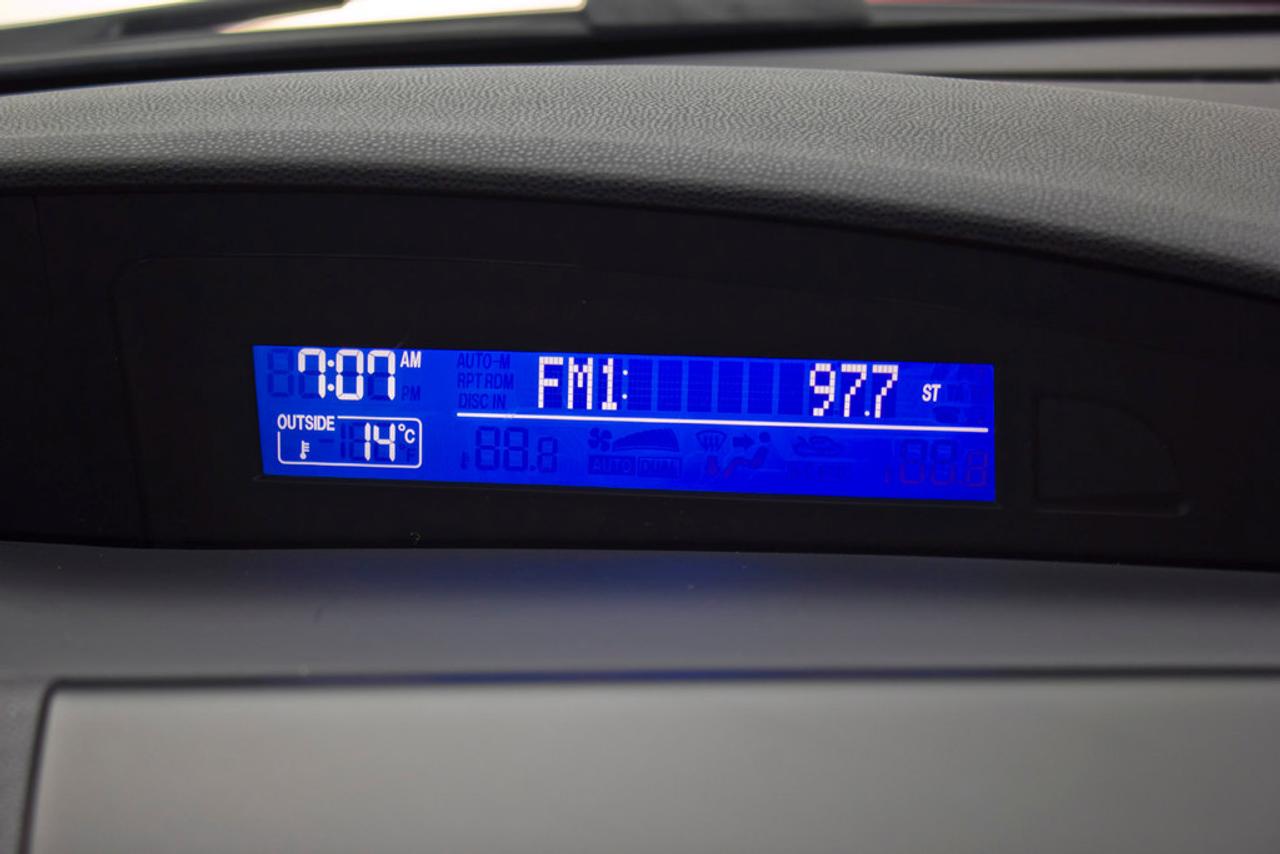 7:07 AM
PM
AUTO-M
RPT RDM
DISC IN
FM1: 97.7 ST
OUTSIDE
14°C
°F
88.8
AUTO DUAL